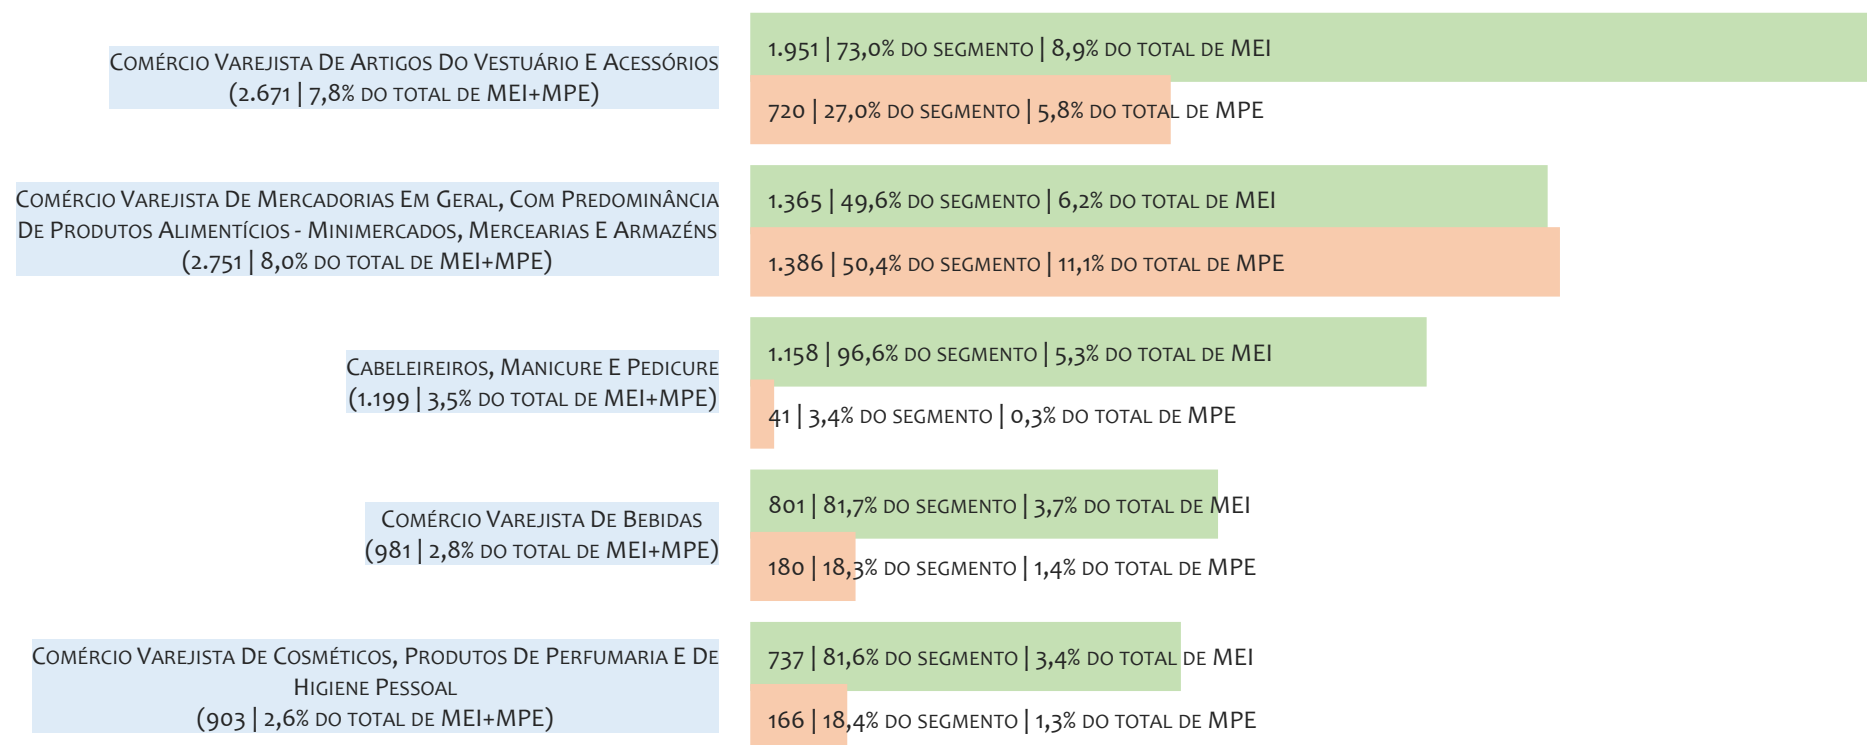 Comércio Varejista De Artigos Do Vestuário E Acessórios
(2.671 | 7,8% do total de MEI+MPE)
1.951 | 73,0% do segmento | 8,9% do total de MEI
720 | 27,0% do segmento | 5,8% do total de MPE
Comércio Varejista De Mercadorias Em Geral, Com Predominância
De Produtos Alimentícios - Minimercados, Mercearias E Armazéns
(2.751 | 8,0% do total de MEI+MPE)
1.365 | 49,6% do segmento | 6,2% do total de MEI
1.386 | 50,4% do segmento | 11,1% do total de MPE
Cabeleireiros, Manicure E Pedicure
(1.199 | 3,5% do total de MEI+MPE)
1.158 | 96,6% do segmento | 5,3% do total de MEI
41 | 3,4% do segmento | 0,3% do total de MPE
Comércio Varejista De Bebidas
(981 | 2,8% do total de MEI+MPE)
801 | 81,7% do segmento | 3,7% do total de MEI
180 | 18,3% do segmento | 1,4% do total de MPE
Comércio Varejista De Cosméticos, Produtos De Perfumaria E De
Higiene Pessoal
(903 | 2,6% do total de MEI+MPE)
737 | 81,6% do segmento | 3,4% do total de MEI
166 | 18,4% do segmento | 1,3% do total de MPE